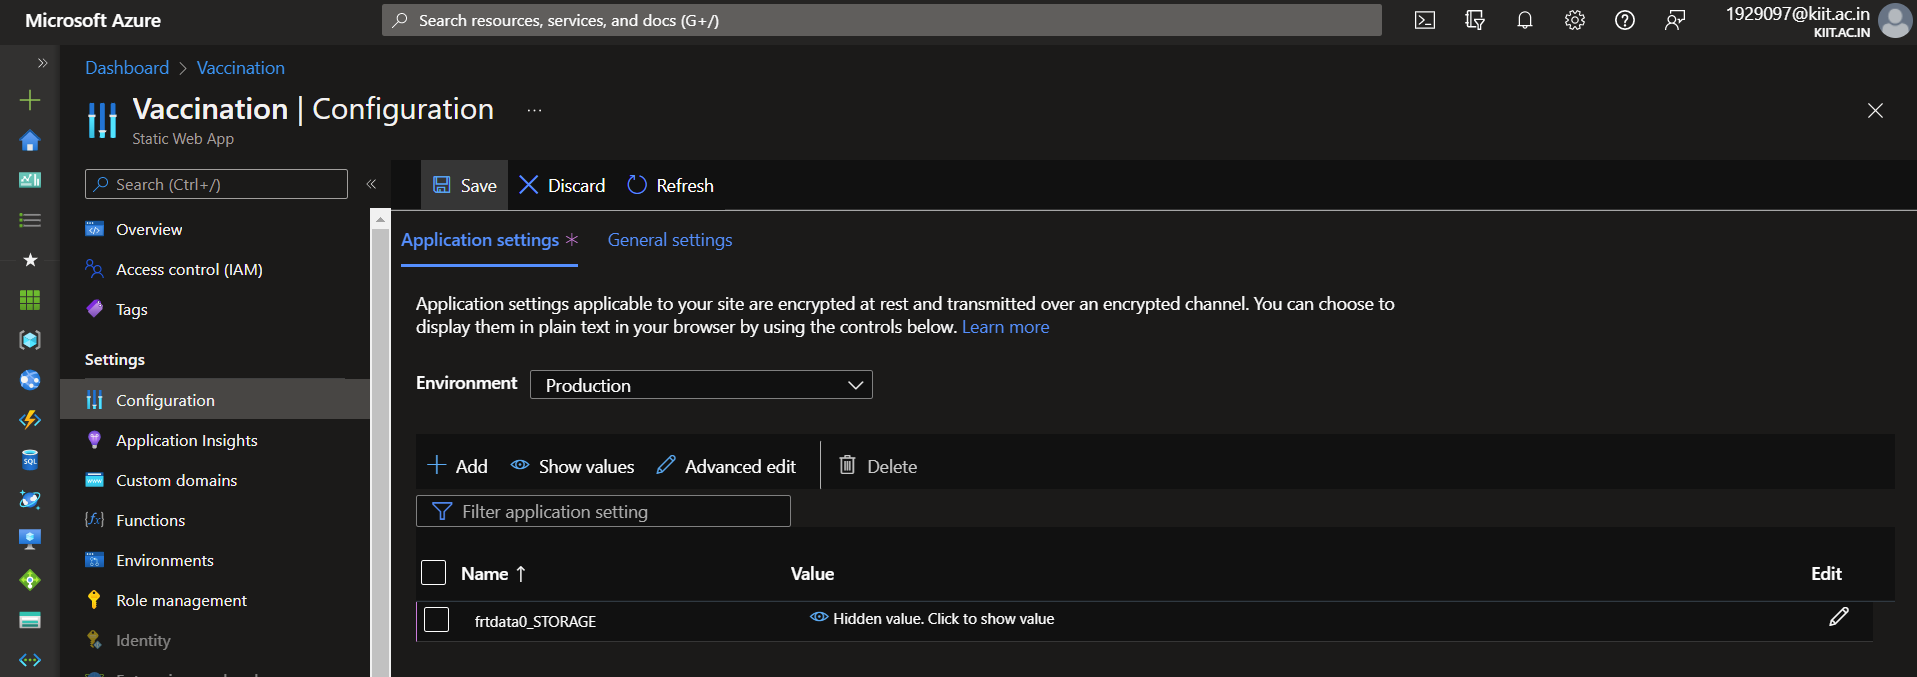 Microsoft Azure
Search resources, services, and docs (G+/)
1929097@kiit.ac.in
KIIT.AC.IN
Dashboard > Vaccination
Vaccination | Configuration ...
Static Web App
Search (Ctrl+/)
Overview
Access control (IAM)
Tags
Settings
Configuration
Application Insights
Custom domains
Functions
Environments
Role management
Identity
Save Discard Refresh
Application settings * General settings
Application settings applicable to your site are encrypted at rest and transmitted over an encrypted channel. You can choose to
display them in plain text in your browser by using the controls below. Learn more
Environment Production
Add Show values Advanced edit Delete
Filter application setting
Name ↑ Value Edit
frtdata0_STORAGE Hidden value. Click to show value